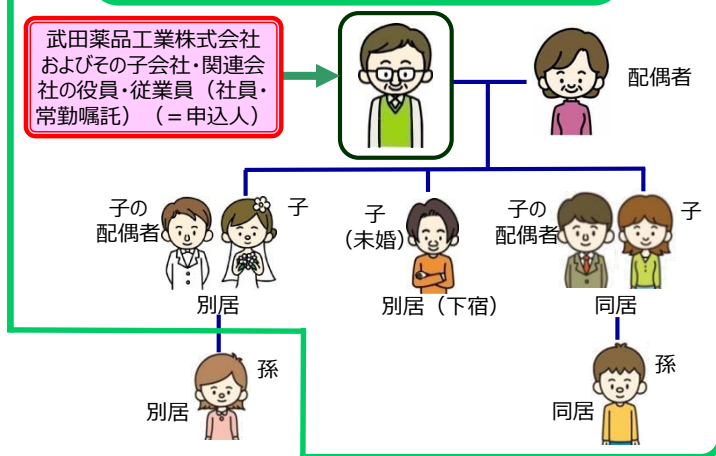 武田薬品工業株式会社
およびその子会社・関連会
社の役員・従業員（社員・
常勤嘱託）（＝申込人）
配偶者
子の
配偶者
子
子
（未婚）
子の
配偶者
子
別居
別居（下宿）
同居
孫
別居
孫
同居